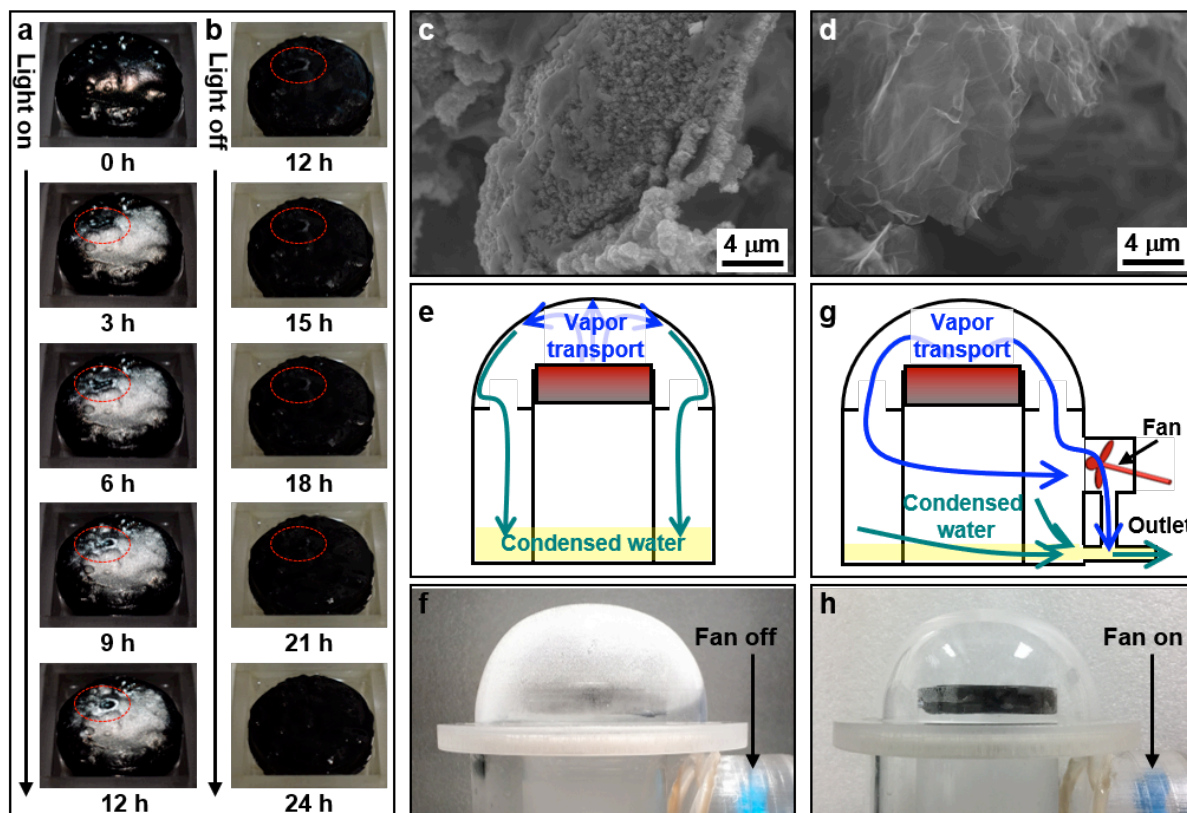 a
Light on
0 h
3 h
6 h
9 h
12 h
b
Light off
12 h
15 h
18 h
21 h
24 h
c
4 μm
d
4 μm
e
Vapor
transport
Condensed water
g
Vapor
transport
Fan
Condensed
water
Outlet
f
Fan off
h
Fan on